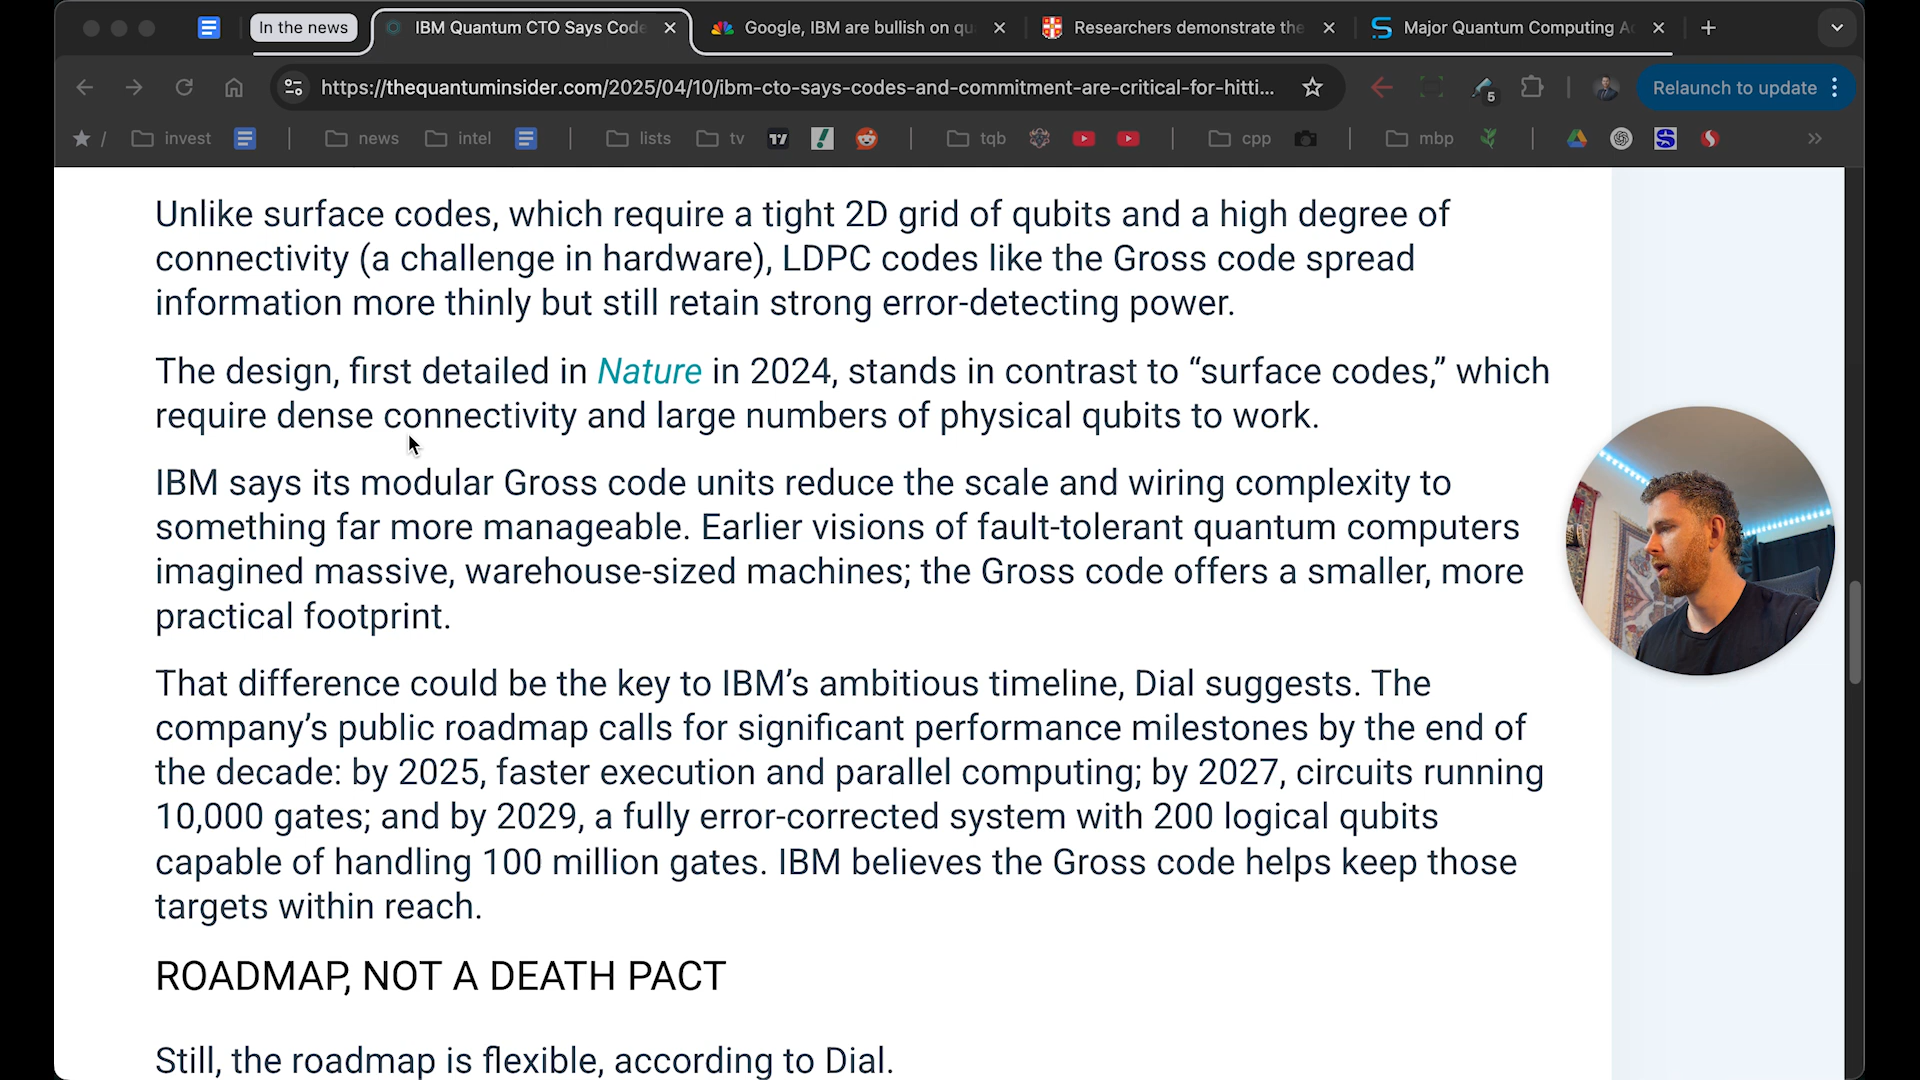 In the news
IBM Quantum CTO Says Code
Google, IBM are bullish on qu
Researchers demonstrate the
Major Quantum Computing A
https://thequantuminsider.com/2025/04/10/ibm-cto-says-codes-and-commitment-are-critical-for-hitti...
5
Relaunch to update
/
invest
news
intel
lists
tv
tqb
cpp
mbp
Unlike surface codes, which require a tight 2D grid of qubits and a high degree of
connectivity (a challenge in hardware), LDPC codes like the Gross code spread
information more thinly but still retain strong error-detecting power.
The design, first detailed in Nature in 2024, stands in contrast to “surface codes,” which
require dense connectivity and large numbers of physical qubits to work.
IBM says its modular Gross code units reduce the scale and wiring complexity to
something far more manageable. Earlier visions of fault-tolerant quantum computers
imagined massive, warehouse-sized machines; the Gross code offers a smaller, more
practical footprint.
That difference could be the key to IBM’s ambitious timeline, Dial suggests. The
company’s public roadmap calls for significant performance milestones by the end of
the decade: by 2025, faster execution and parallel computing; by 2027, circuits running
10,000 gates; and by 2029, a fully error-corrected system with 200 logical qubits
capable of handling 100 million gates. IBM believes the Gross code helps keep those
targets within reach.
ROADMAP, NOT A DEATH PACT
Still, the roadmap is flexible, according to Dial.